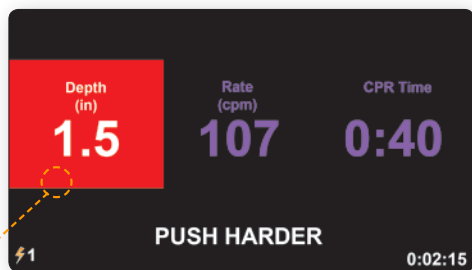 Depth
(in)
1.5
Rate
(cpm)
107
CPR Time
0:40
PUSH HARDER
1
0:02:15